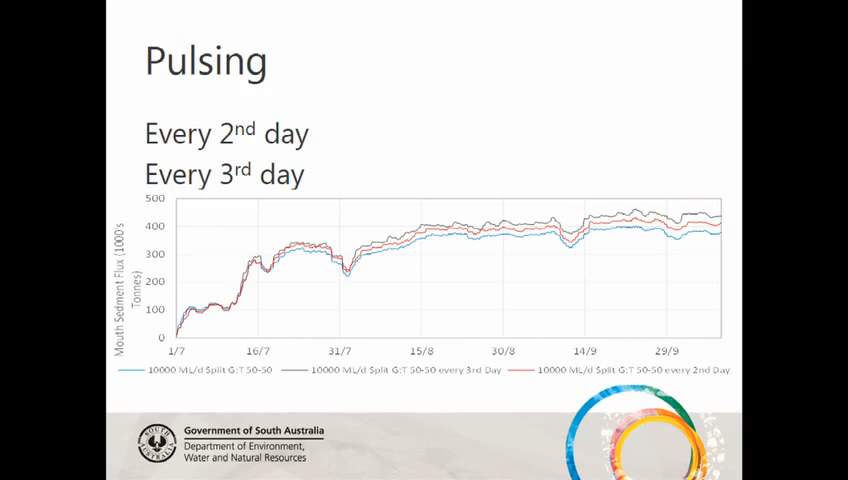 Pulsing
Every 2nd day
Every 3rd day
500
400
300
200
100
0
Mouth Sedment Flux (1000's
Tonnes)
1/7 16/7 31/7 15/8 30/8 14/9 29/9
10000 ML/d Split G:T 50-50 10000 ML/d Split G:T 50-50 every 3rd Day 10000 ML/d Split G:T 50-50 every 2nd Day
SOUTH AUSTRALIA
Government of South Australia
Department of Environment,
Water and Natural Resources